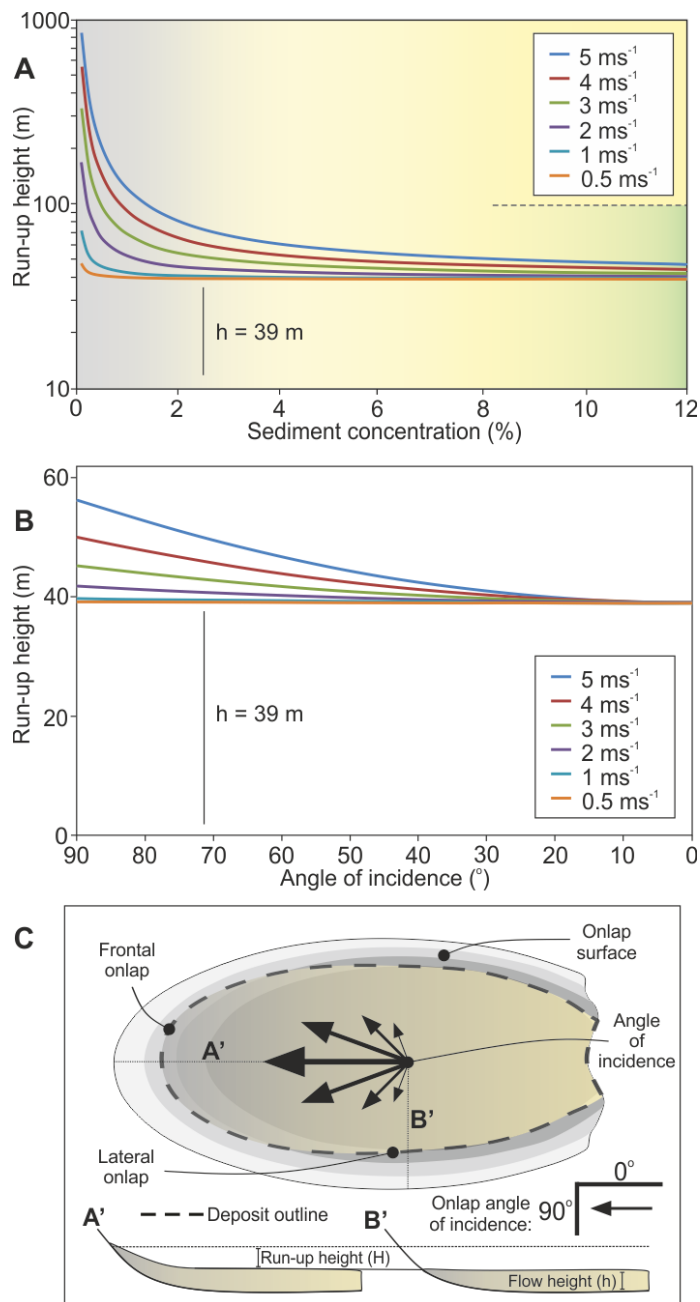 A
Run-up height (m)
1000
100
10
5 ms⁻¹
4 ms⁻¹
3 ms⁻¹
2 ms⁻¹
1 ms⁻¹
0.5 ms⁻¹
h = 39 m
0 2 4 6 8 10 12
Sediment concentration (%)
B
Run-up height (m)
60
40
20
0
h = 39 m
5 ms⁻¹
4 ms⁻¹
3 ms⁻¹
2 ms⁻¹
1 ms⁻¹
0.5 ms⁻¹
90 80 70 60 50 40 30 20 10 0
Angle of incidence (°)
C
Frontal
onlap
Onlap
surface
A’
Angle
of
incidence
B’
Lateral
onlap
0°
Onlap angle
of incidence:
90°
A’
Deposit outline
B’
Run-up height (H)
Flow height (h)